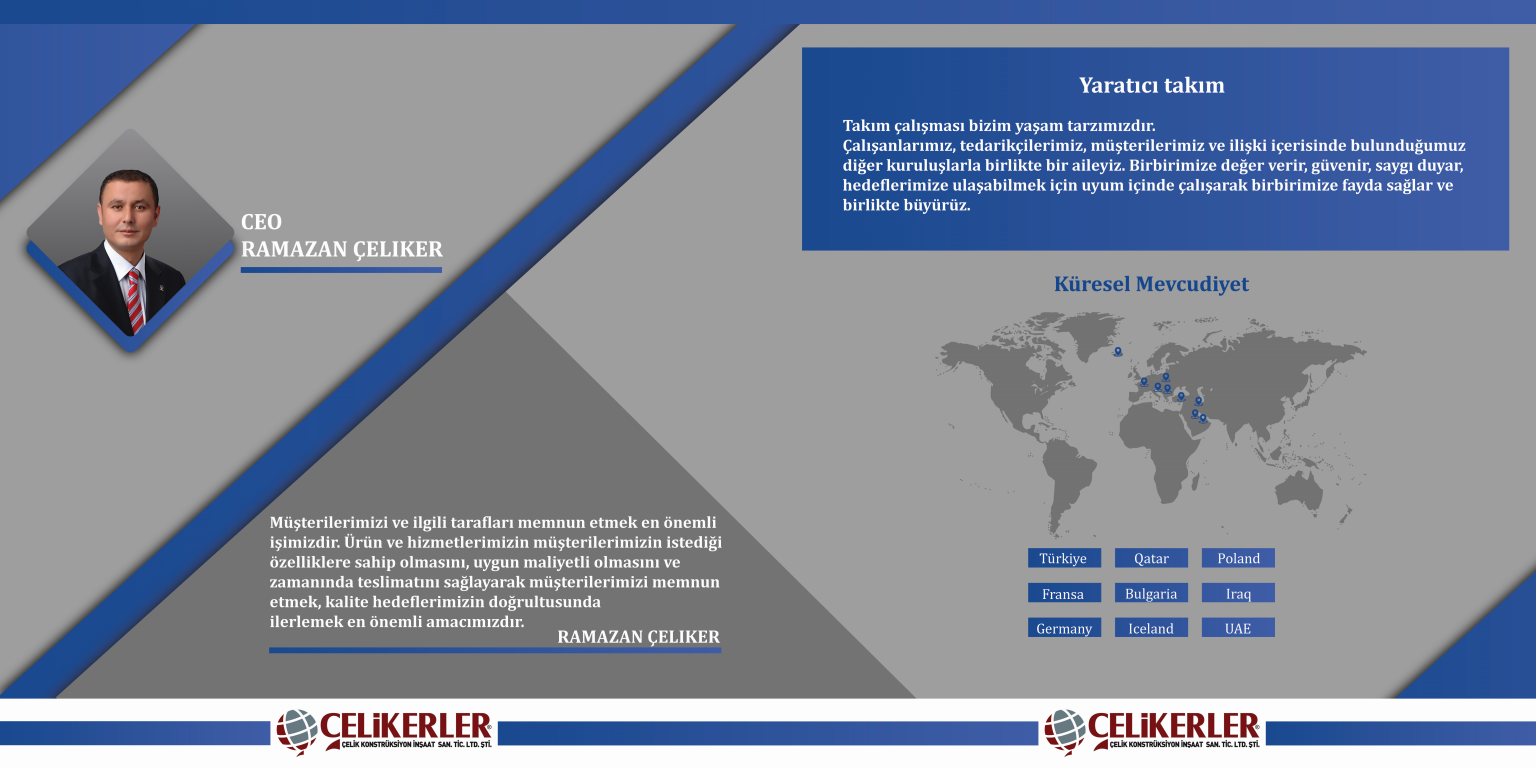 CEO
RAMAZAN ÇELIKER
Müşterilerimizi ve ilgili tarafları memnun etmek en önemli
işimizdir. Ürün ve hizmetlerimizin müşterilerimizin istediği
özelliklere sahip olmasını, uygun maliyetli olmasını ve
zamanında teslimatını sağlayarak müşterilerimizi memnun
etmek, kalite hedeflerimizin doğrultusunda
ilerlemek en önemli amacımızdır.
RAMAZAN ÇELIKER
ÇELiKERLER®
ÇELİK KONSTRÜKSİYON İNŞAAT SAN. TİC. LTD. ŞTİ.
Yaratıcı takım
Takım çalışması bizim yaşam tarzımızdır.
Çalışanlarımız, tedarikçilerimiz, müşterilerimiz ve ilişki içerisinde bulunduğumuz
diğer kuruluşlarla birlikte bir aileyiz. Birbirimize değer verir, güvenir, saygı duyar,
hedeflerimize ulaşabilmek için uyum içinde çalışarak birbirimize fayda sağlar ve
birlikte büyürüz.
Küresel Mevcudiyet
Türkiye Qatar Poland
Fransa Bulgaria Iraq
Germany Iceland UAE
ÇELiKERLER®
ÇELİK KONSTRÜKSİYON İNŞAAT SAN. TİC. LTD. ŞTİ.